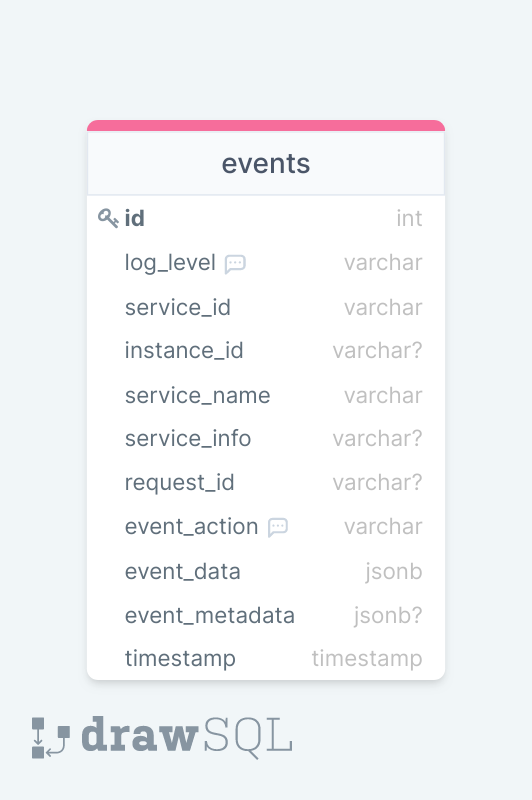 events
id int
log_level varchar
service_id varchar
instance_id varchar?
service_name varchar
service_info varchar?
request_id varchar?
event_action varchar
event_data jsonb
event_metadata jsonb?
timestamp timestamp
drawSQL